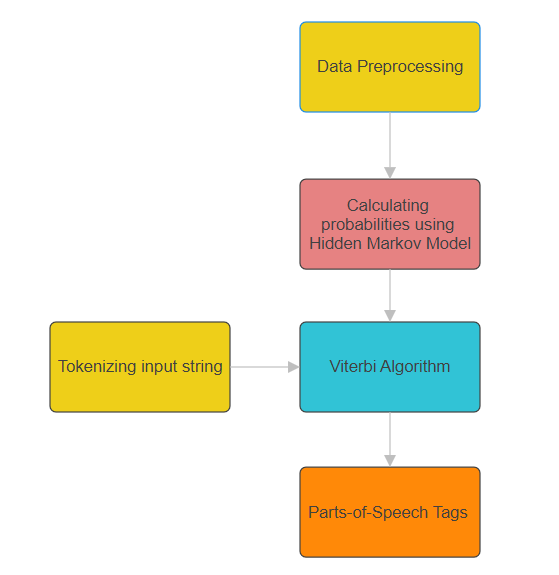 Data Preprocessing
Calculating
probabilities using
Hidden Markov Model
Tokenizing input string
Viterbi Algorithm
Parts-of-Speech Tags